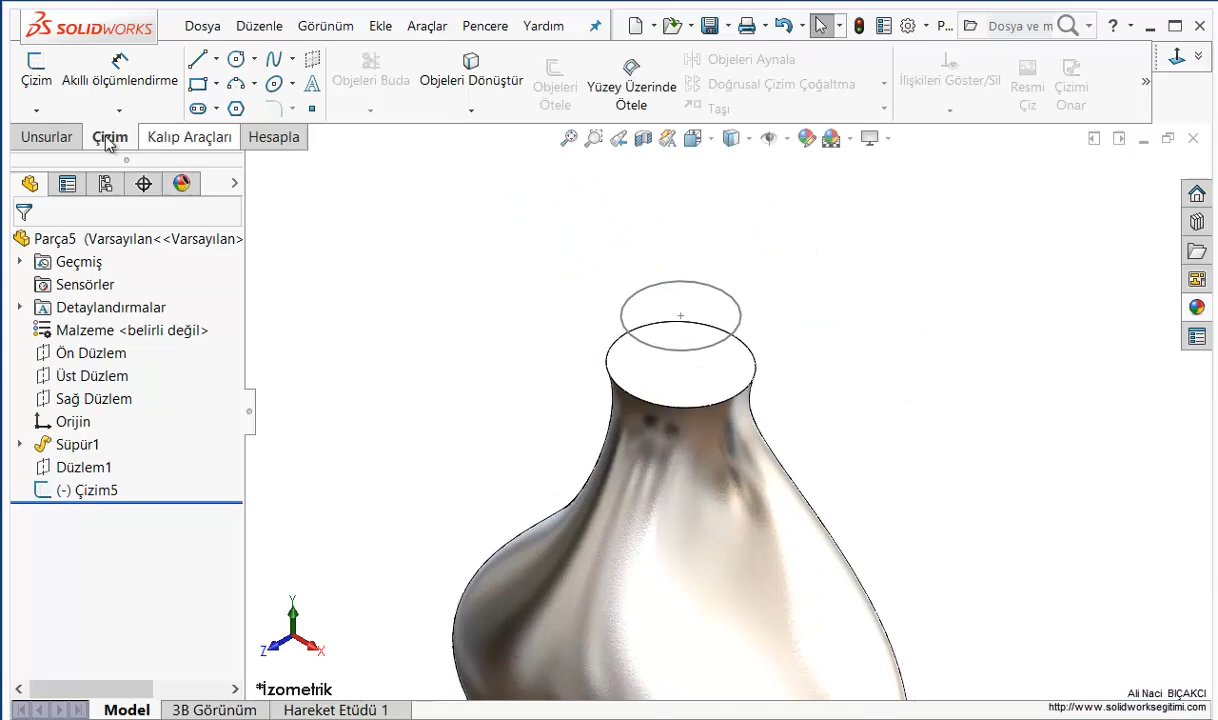 SOLIDWORKS Dosya Düzenle Görünüm Ekle Araçlar Pencere Yardım P... Dosya ve m ?
Çizim Akıllı ölçümlendirme Objeleri Buda Objeleri Dönüştür Objeleri Ötele Yüzey Üzerinde Ötele Objeleri Aynala İlişkileri Göster/Sil Resmi Çiz Çizimi Onar
Doğrusal Çizim Çoğaltma
Taşı
Unsurlar Çizim Kalıp Araçları Hesapla
Parça5 (Varsayılan<<Varsayılan>
Geçmiş
Sensörler
Detaylandırmalar
Malzeme <belirli değil>
Ön Düzlem
Üst Düzlem
Sağ Düzlem
Orijin
Süpür1
Düzlem1
(-) Çizim5
Y
Z X
*İzometrik
Ali Naci BIÇAKCI
http://www.solidworksegitimi.com
Model 3B Görünüm Hareket Etüdü 1